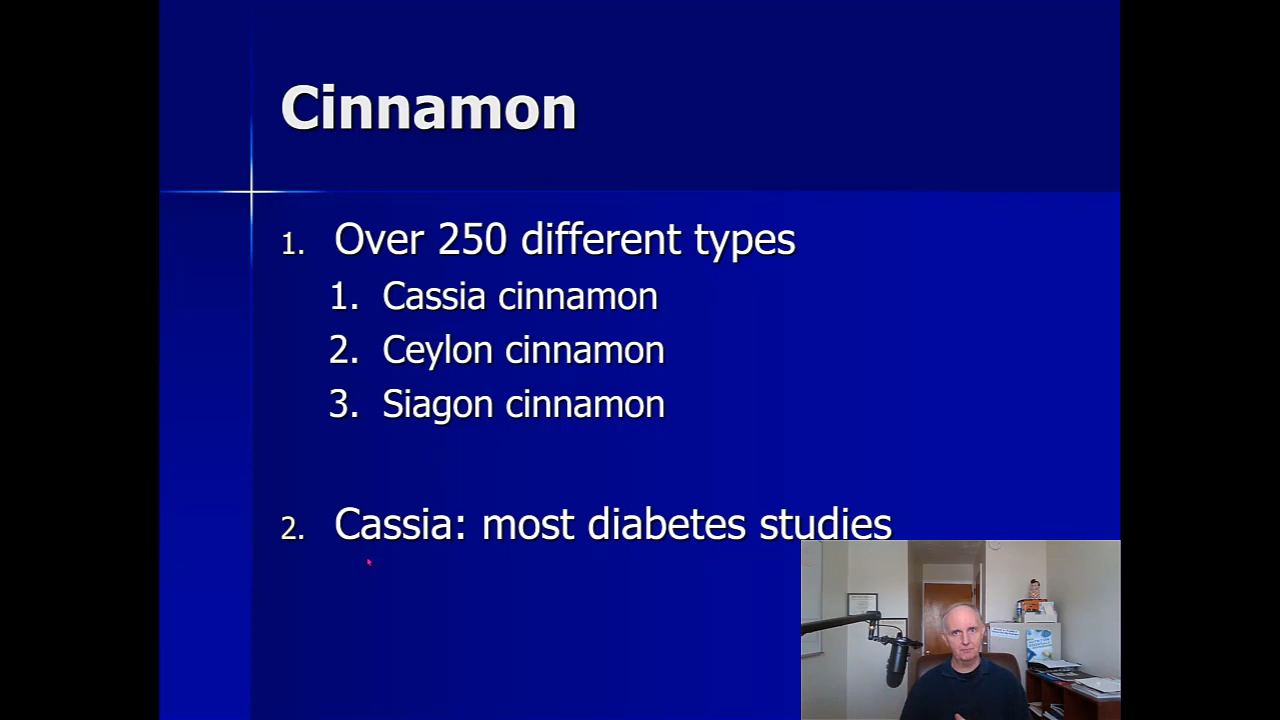 Cinnamon
1. Over 250 different types
1. Cassia cinnamon
2. Ceylon cinnamon
3. Siagon cinnamon
2. Cassia: most diabetes studies